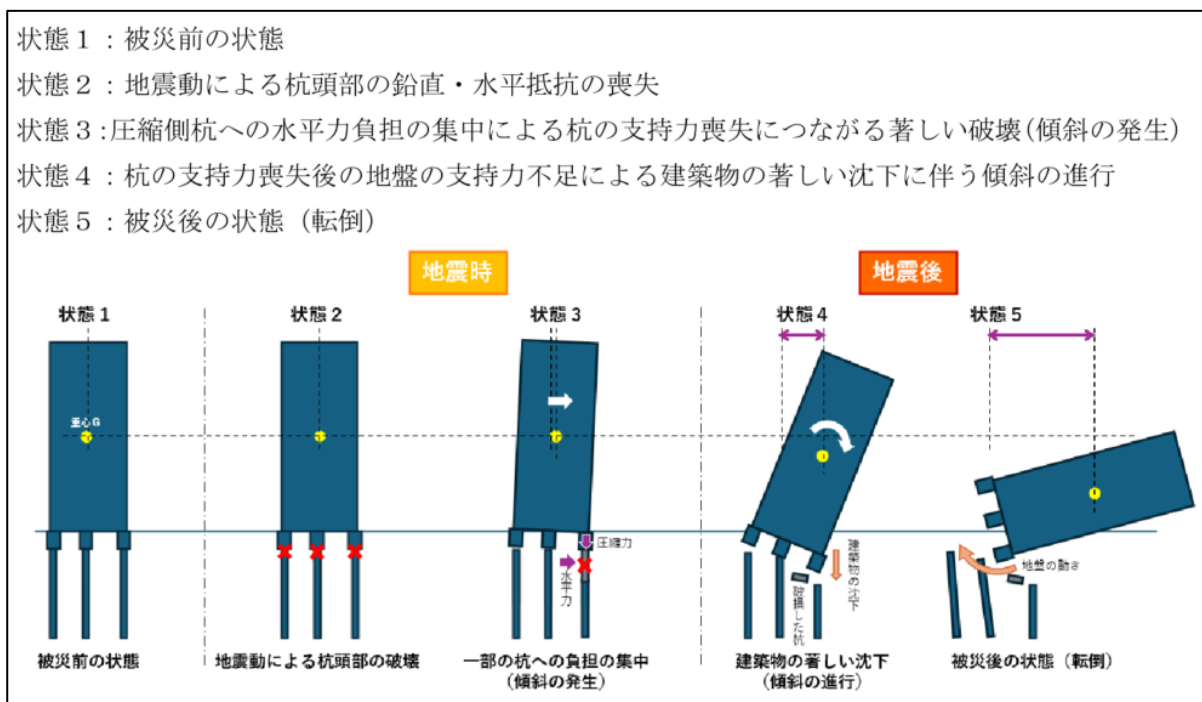 状態１：被災前の状態
状態２：地震動による杭頭部の鉛直・水平抵抗の喪失
状態３:圧縮側杭への水平力負担の集中による杭の支持力喪失につながる著しい破壊(傾斜の発生)
状態４：杭の支持力喪失後の地盤の支持力不足による建築物の著しい沈下に伴う傾斜の進行
状態５：被災後の状態（転倒）
地震時
地震後
状態１
状態２
状態３
状態４
状態５
重心G
圧縮力
水平力
建築物の沈下
破損した杭
地盤の動き
被災前の状態
地震動による杭頭部の破壊
一部の杭への負担の集中
（傾斜の発生）
建築物の著しい沈下
（傾斜の進行）
被災後の状態（転倒）